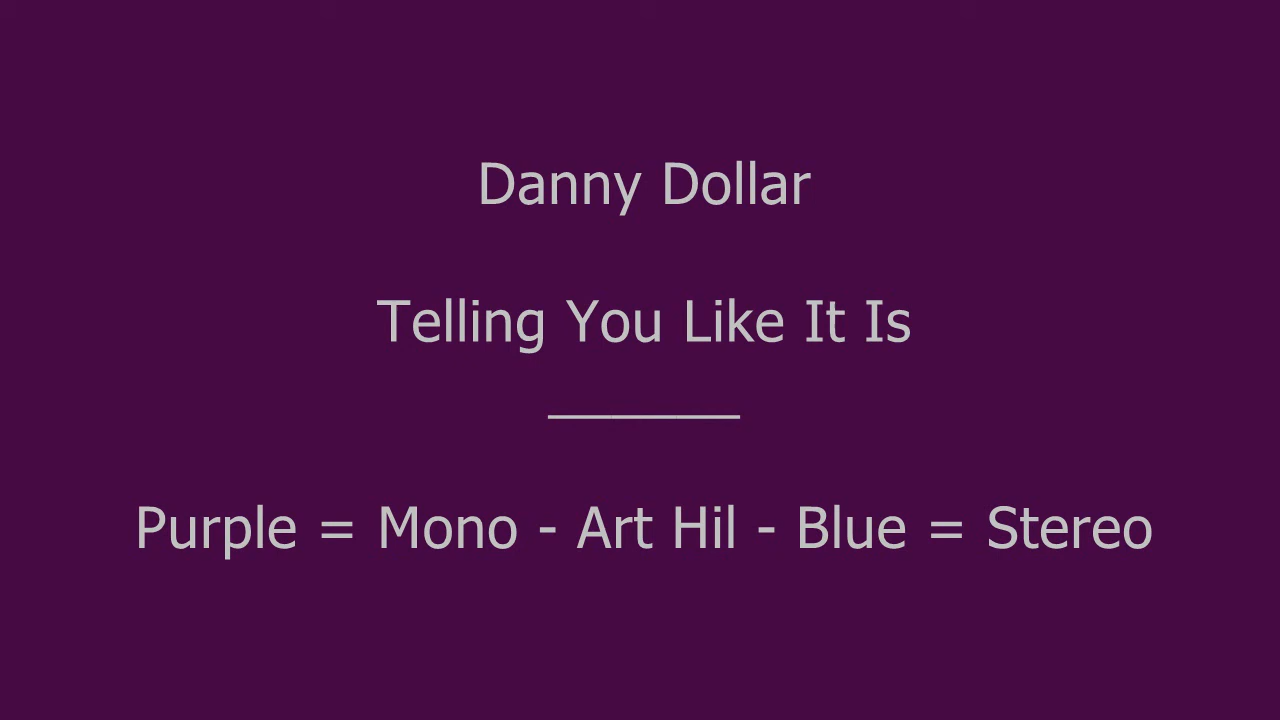 Danny Dollar
Telling You Like It Is
______
Purple = Mono - Art Hil - Blue = Stereo